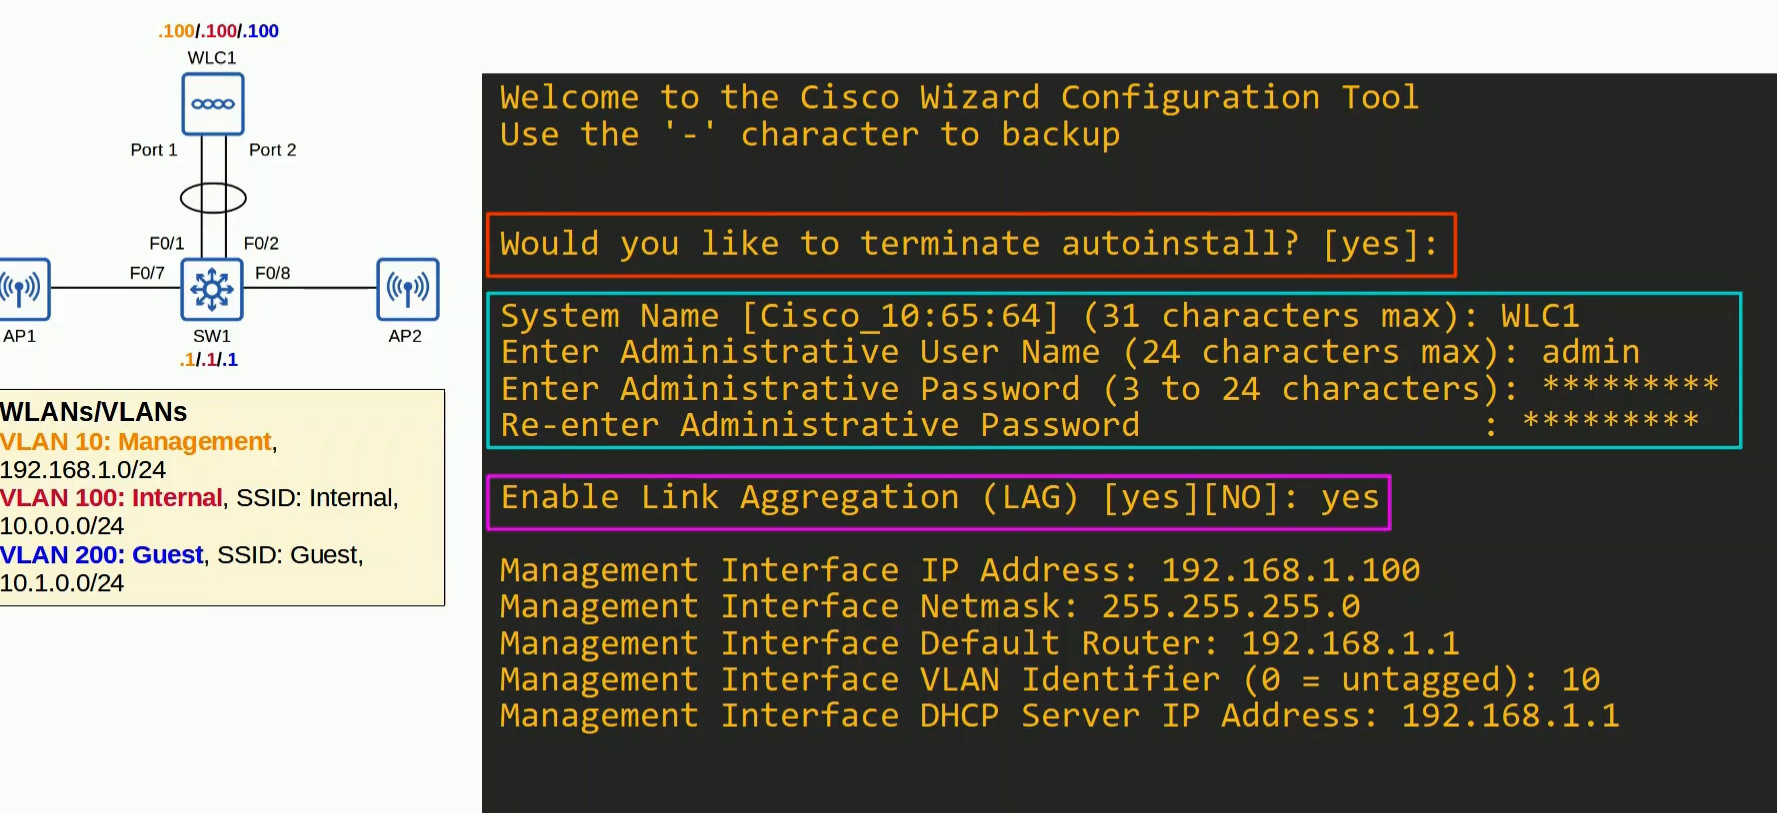 .100/.100/.100
WLC1
Port 1
Port 2
F0/1
F0/2
F0/7
F0/8
AP1
SW1
AP2
.1/.1/.1
WLANs/VLANs
VLAN 10: Management,
192.168.1.0/24
VLAN 100: Internal, SSID: Internal,
10.0.0.0/24
VLAN 200: Guest, SSID: Guest,
10.1.0.0/24
Welcome to the Cisco Wizard Configuration Tool
Use the '-' character to backup
Would you like to terminate autoinstall? [yes]:
System Name [Cisco_10:65:64] (31 characters max): WLC1
Enter Administrative User Name (24 characters max): admin
Enter Administrative Password (3 to 24 characters): *********
Re-enter Administrative Password : *********
Enable Link Aggregation (LAG) [yes][NO]: yes
Management Interface IP Address: 192.168.1.100
Management Interface Netmask: 255.255.255.0
Management Interface Default Router: 192.168.1.1
Management Interface VLAN Identifier (0 = untagged): 10
Management Interface DHCP Server IP Address: 192.168.1.1